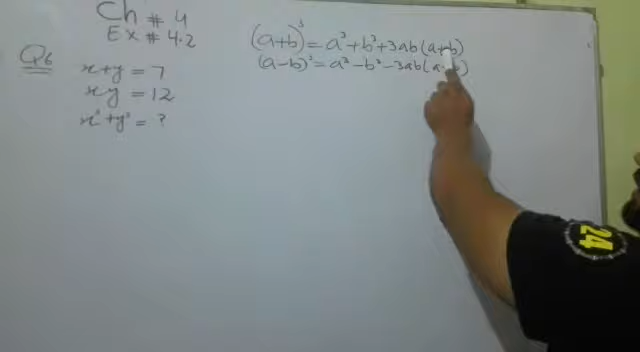 Ch # 4
Ex # 4.2
Q6
x+y = 7
xy = 12
x³+y³ = ?
(a+b)³ = a³+b³+3ab(a+b)
(a-b)³ = a³-b³-3ab(a-b)
24